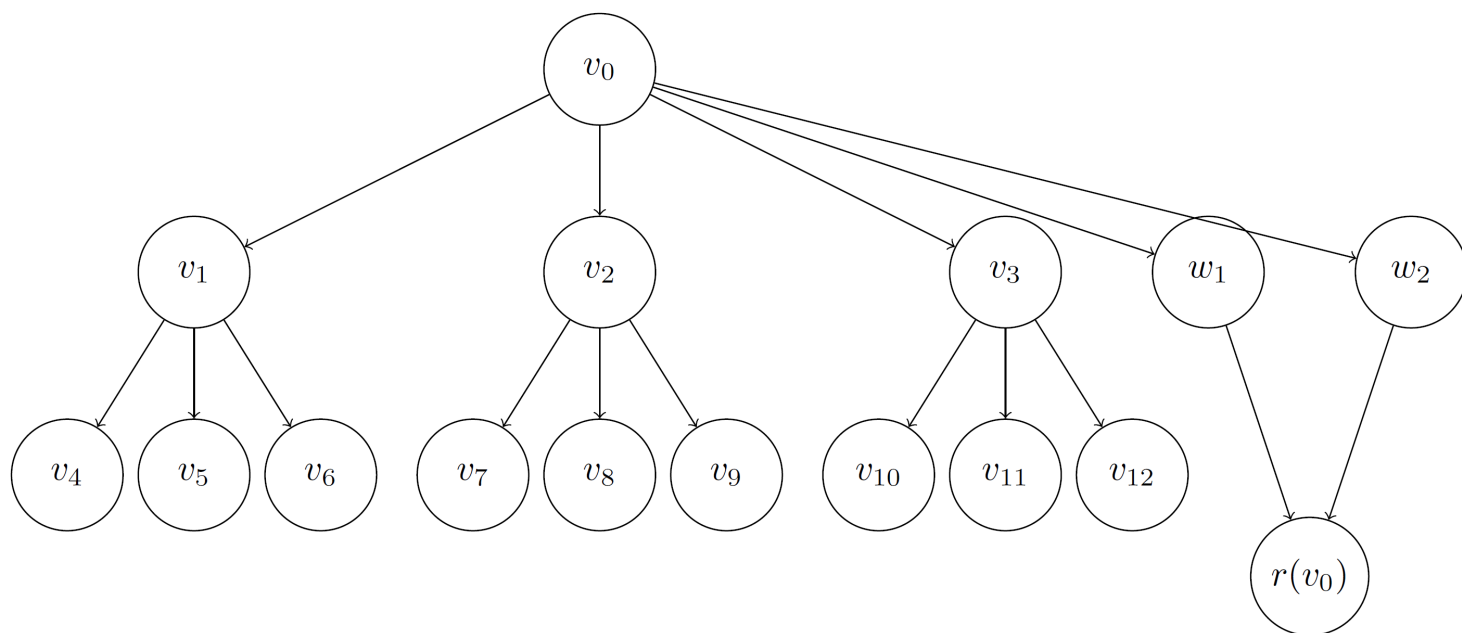 v₀
v₁ v₂ v₃ w₁ w₂
v₄ v₅ v₆ v₇ v₈ v₉ v₁₀ v₁₁ v₁₂
r(v₀)